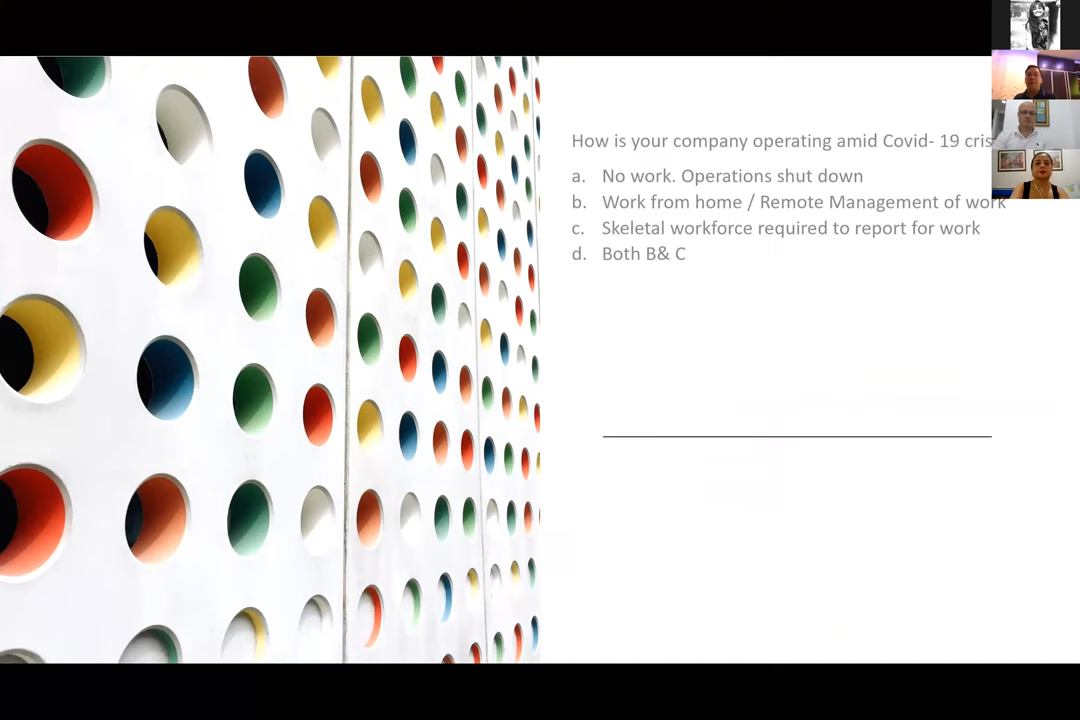 How is your company operating amid Covid- 19 cris
a. No work. Operations shut down
b. Work from home / Remote Management of work
c. Skeletal workforce required to report for work
d. Both B& C